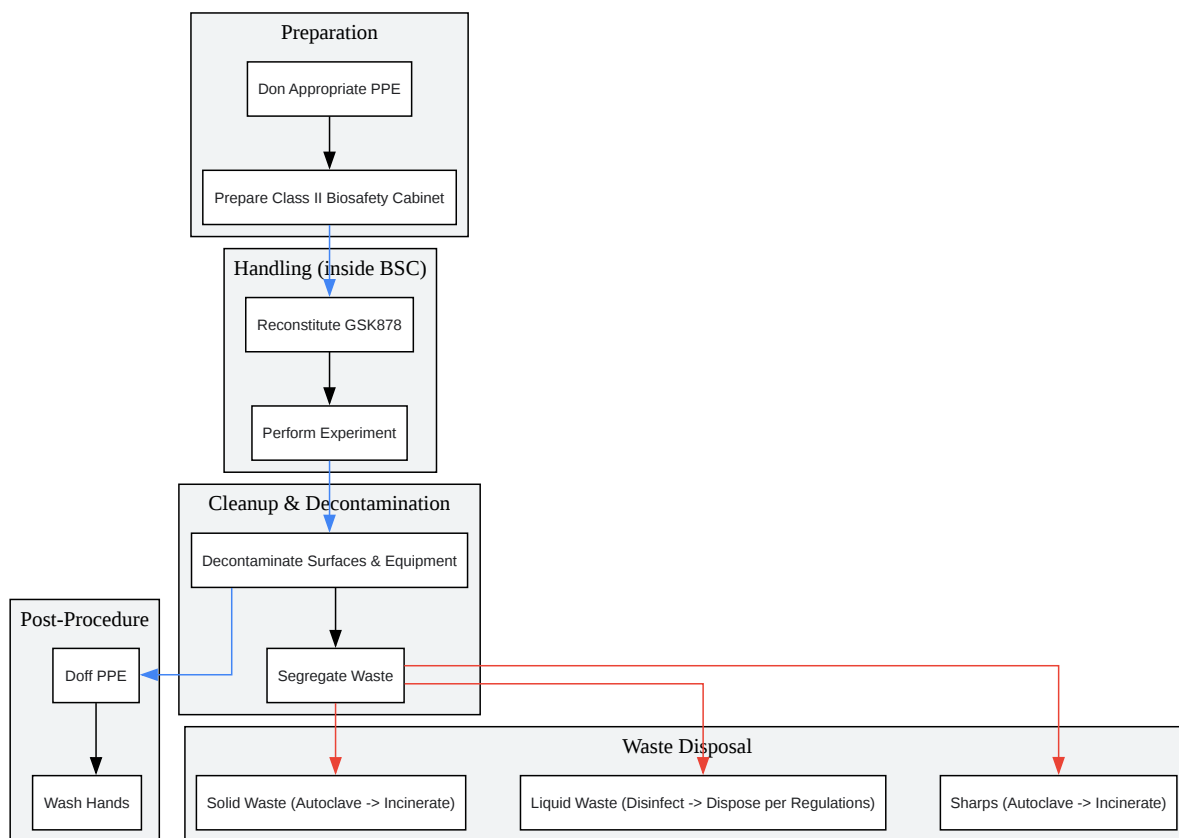 Preparation
Don Appropriate PPE
Prepare Class II Biosafety Cabinet
Handling (inside BSC)
Reconstitute GSK878
Perform Experiment
Cleanup & Decontamination
Decontaminate Surfaces & Equipment
Segregate Waste
Post-Procedure
Doff PPE
Wash Hands
Waste Disposal
Solid Waste (Autoclave -> Incinerate)
Liquid Waste (Disinfect -> Dispose per Regulations)
Sharps (Autoclave -> Incinerate)